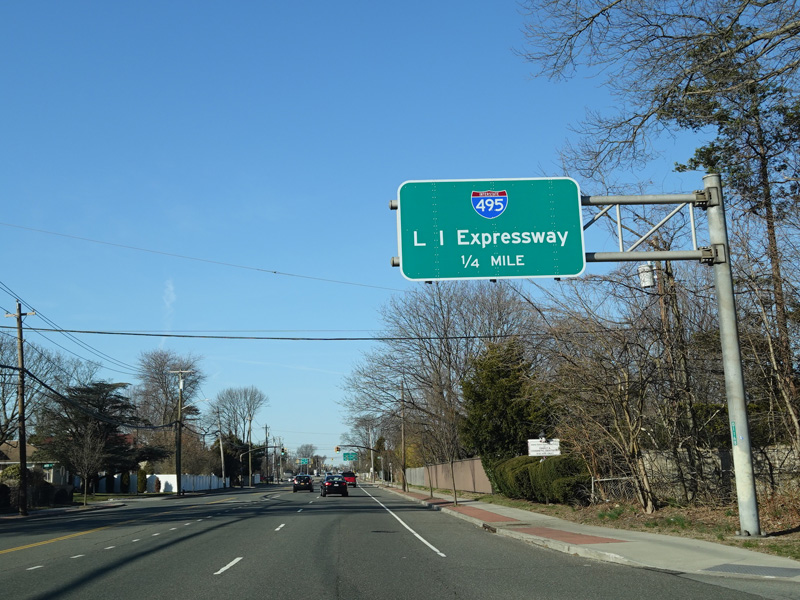 INTERSTATE
495
L I Expressway
1/4 MILE